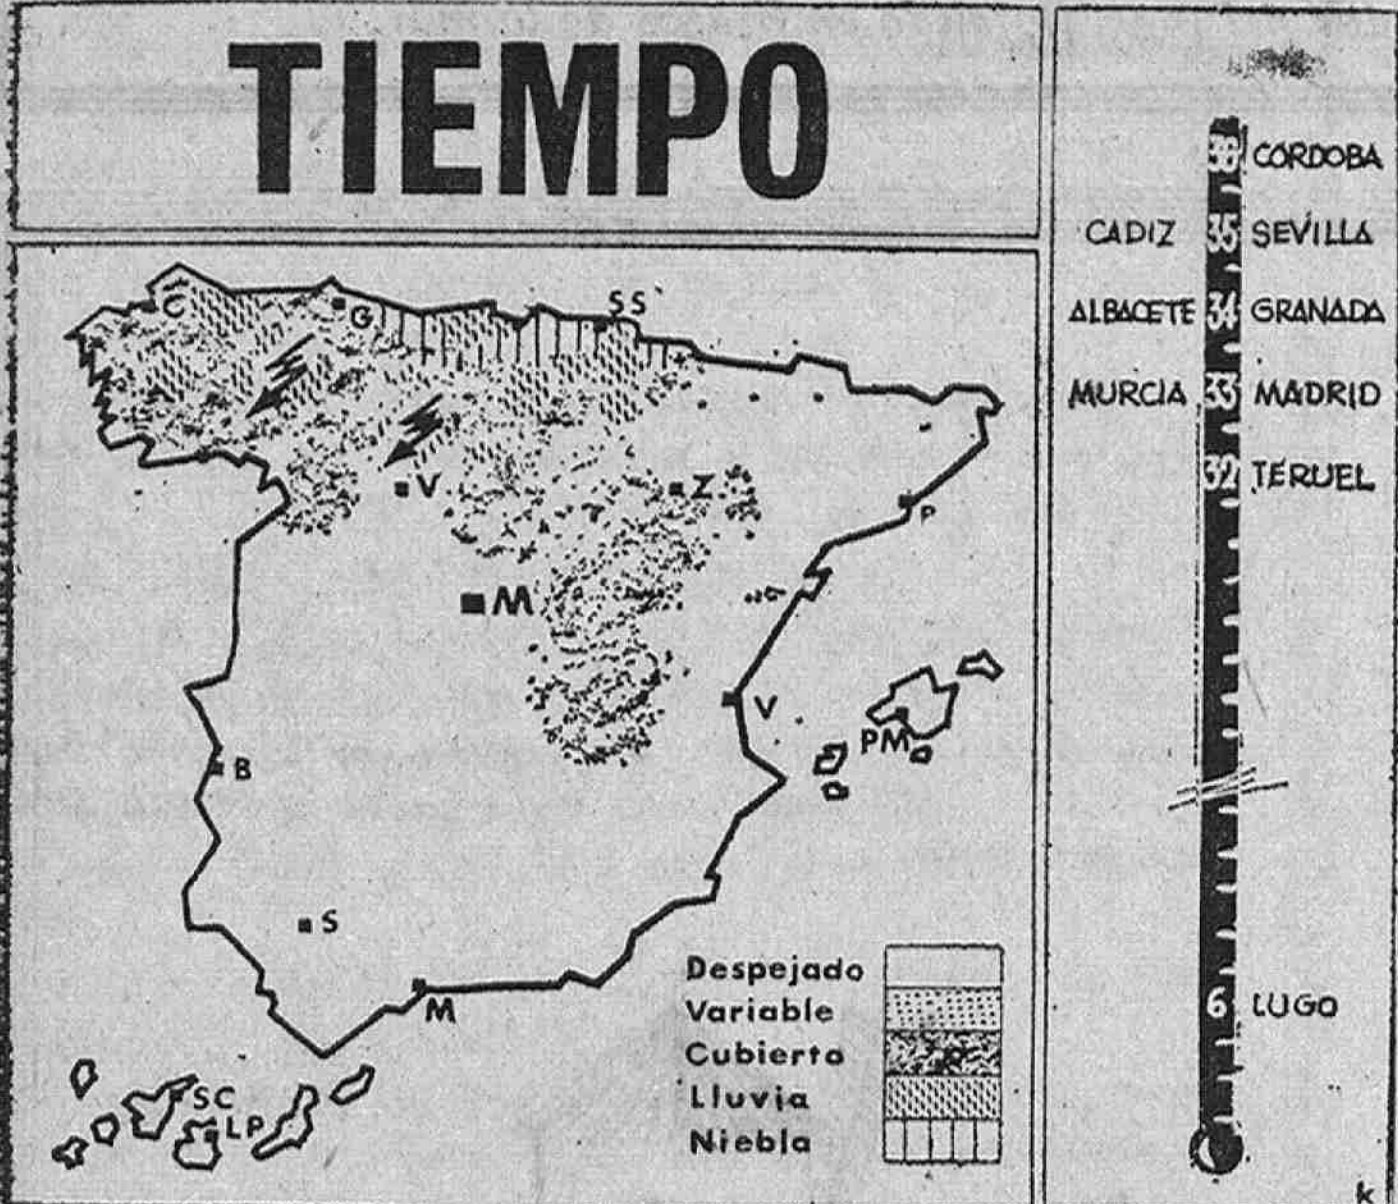 TIEMPO
C
G
SS
V
Z
P
M
V
PM
B
S
M
SC
LP
Despejado
Variable
Cubierto
Lluvia
Niebla
CORDOBA
CADIZ 35 SEVILLA
ALBACETE 34 GRANADA
MURCIA 33 MADRID
32 TERUEL
6 LUGO
k